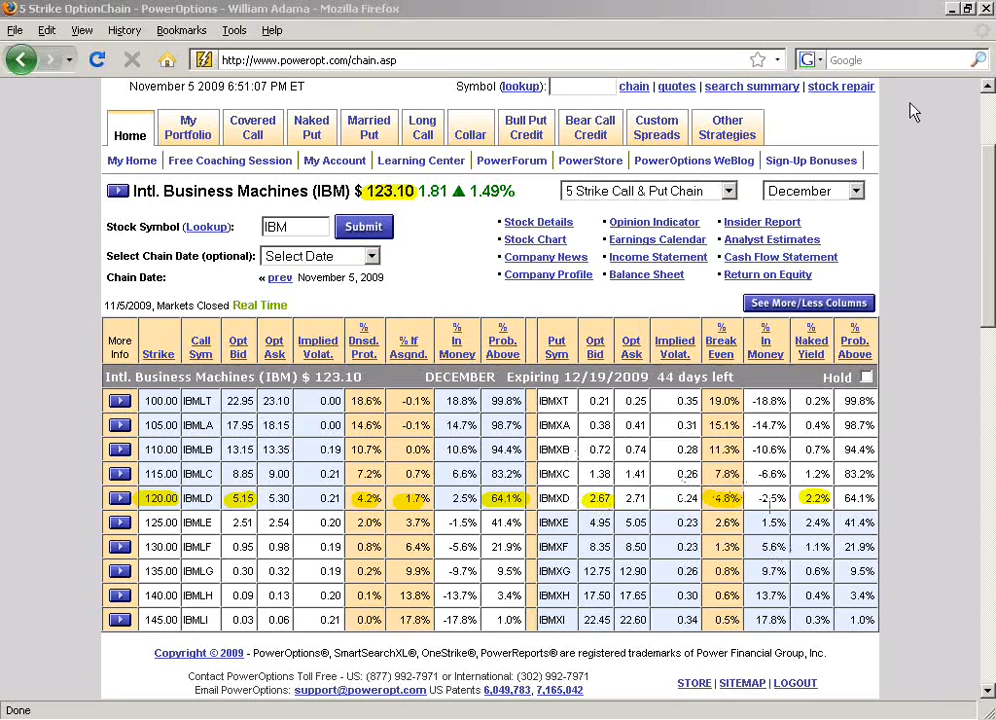 5 Strike OptionChain - PowerOptions - William Adama - Mozilla Firefox
File Edit View History Bookmarks Tools Help
http://www.poweropt.com/chain.asp
Google
November 5 2009 6:51:07 PM ET Symbol (lookup): chain | quotes | search summary | stock repair
Home My Portfolio Covered Call Naked Put Married Put Long Call Collar Bull Put Credit Bear Call Credit Custom Spreads Other Strategies
My Home Free Coaching Session My Account Learning Center PowerForum PowerStore PowerOptions WeBlog Sign-Up Bonuses
Intl. Business Machines (IBM) $ 123.10 1.81 ▲ 1.49% 5 Strike Call & Put Chain December
Stock Symbol (Lookup): IBM Submit
Select Chain Date (optional): Select Date
Chain Date: « prev November 5, 2009
• Stock Details • Opinion Indicator • Insider Report
• Stock Chart • Earnings Calendar • Analyst Estimates
• Company News • Income Statement • Cash Flow Statement
• Company Profile • Balance Sheet • Return on Equity
11/5/2009, Markets Closed Real Time See More/Less Columns
More Info Strike Call Sym Opt Bid Opt Ask Implied Volat. % Dnsd. Prot. % If Asgnd. % In Money % Prob. Above Put Sym Opt Bid Opt Ask Implied Volat. % Break Even % In Money % Naked Yield % Prob. Above
Intl. Business Machines (IBM) $ 123.10 DECEMBER Expiring 12/19/2009 44 days left Hold
100.00 IBMLT 22.95 23.10 0.00 18.6% -0.1% 18.8% 99.8% IBMXT 0.21 0.25 0.35 19.0% -18.8% 0.2% 99.8%
105.00 IBMLA 17.95 18.15 0.00 14.6% -0.1% 14.7% 98.7% IBMXA 0.38 0.41 0.31 15.1% -14.7% 0.4% 98.7%
110.00 IBMLB 13.15 13.35 0.19 10.7% 0.0% 10.6% 94.4% IBMXB 0.72 0.74 0.28 11.3% -10.6% 0.7% 94.4%
115.00 IBMLC 8.85 9.00 0.21 7.2% 0.7% 6.6% 83.2% IBMXC 1.38 1.41 0.26 7.8% -6.6% 1.2% 83.2%
120.00 IBMLD 5.15 5.30 0.21 4.2% 1.7% 2.5% 64.1% IBMXD 2.67 2.71 0.24 4.8% -2.5% 2.2% 64.1%
125.00 IBMLE 2.51 2.54 0.20 2.0% 3.7% -1.5% 41.4% IBMXE 4.95 5.05 0.23 2.6% 1.5% 2.4% 41.4%
130.00 IBMLF 0.95 0.98 0.19 0.8% 6.4% -5.6% 21.9% IBMXF 8.35 8.50 0.23 1.3% 5.6% 1.1% 21.9%
135.00 IBMLG 0.30 0.32 0.19 0.2% 9.9% -9.7% 9.5% IBMXG 12.75 12.90 0.26 0.8% 9.7% 0.6% 9.5%
140.00 IBMLH 0.09 0.13 0.19 0.1% 13.8% -13.7% 3.4% IBMXH 17.50 17.65 0.30 0.6% 13.7% 0.4% 3.4%
145.00 IBMLI 0.03 0.06 0.21 0.0% 17.8% -17.8% 1.0% IBMXI 22.45 22.60 0.34 0.5% 17.8% 0.3% 1.0%
Copyright © 2009 - PowerOptions®, SmartSearchXL®, OneStrike®, PowerReports® are registered trademarks of Power Financial Group, Inc.
Contact PowerOptions Toll Free - US: (877) 992-7971 or International: (302) 992-7971
Email PowerOptions: support@poweropt.com US Patents 6,049,783, 7,165,042
STORE | SITEMAP | LOGOUT
Done